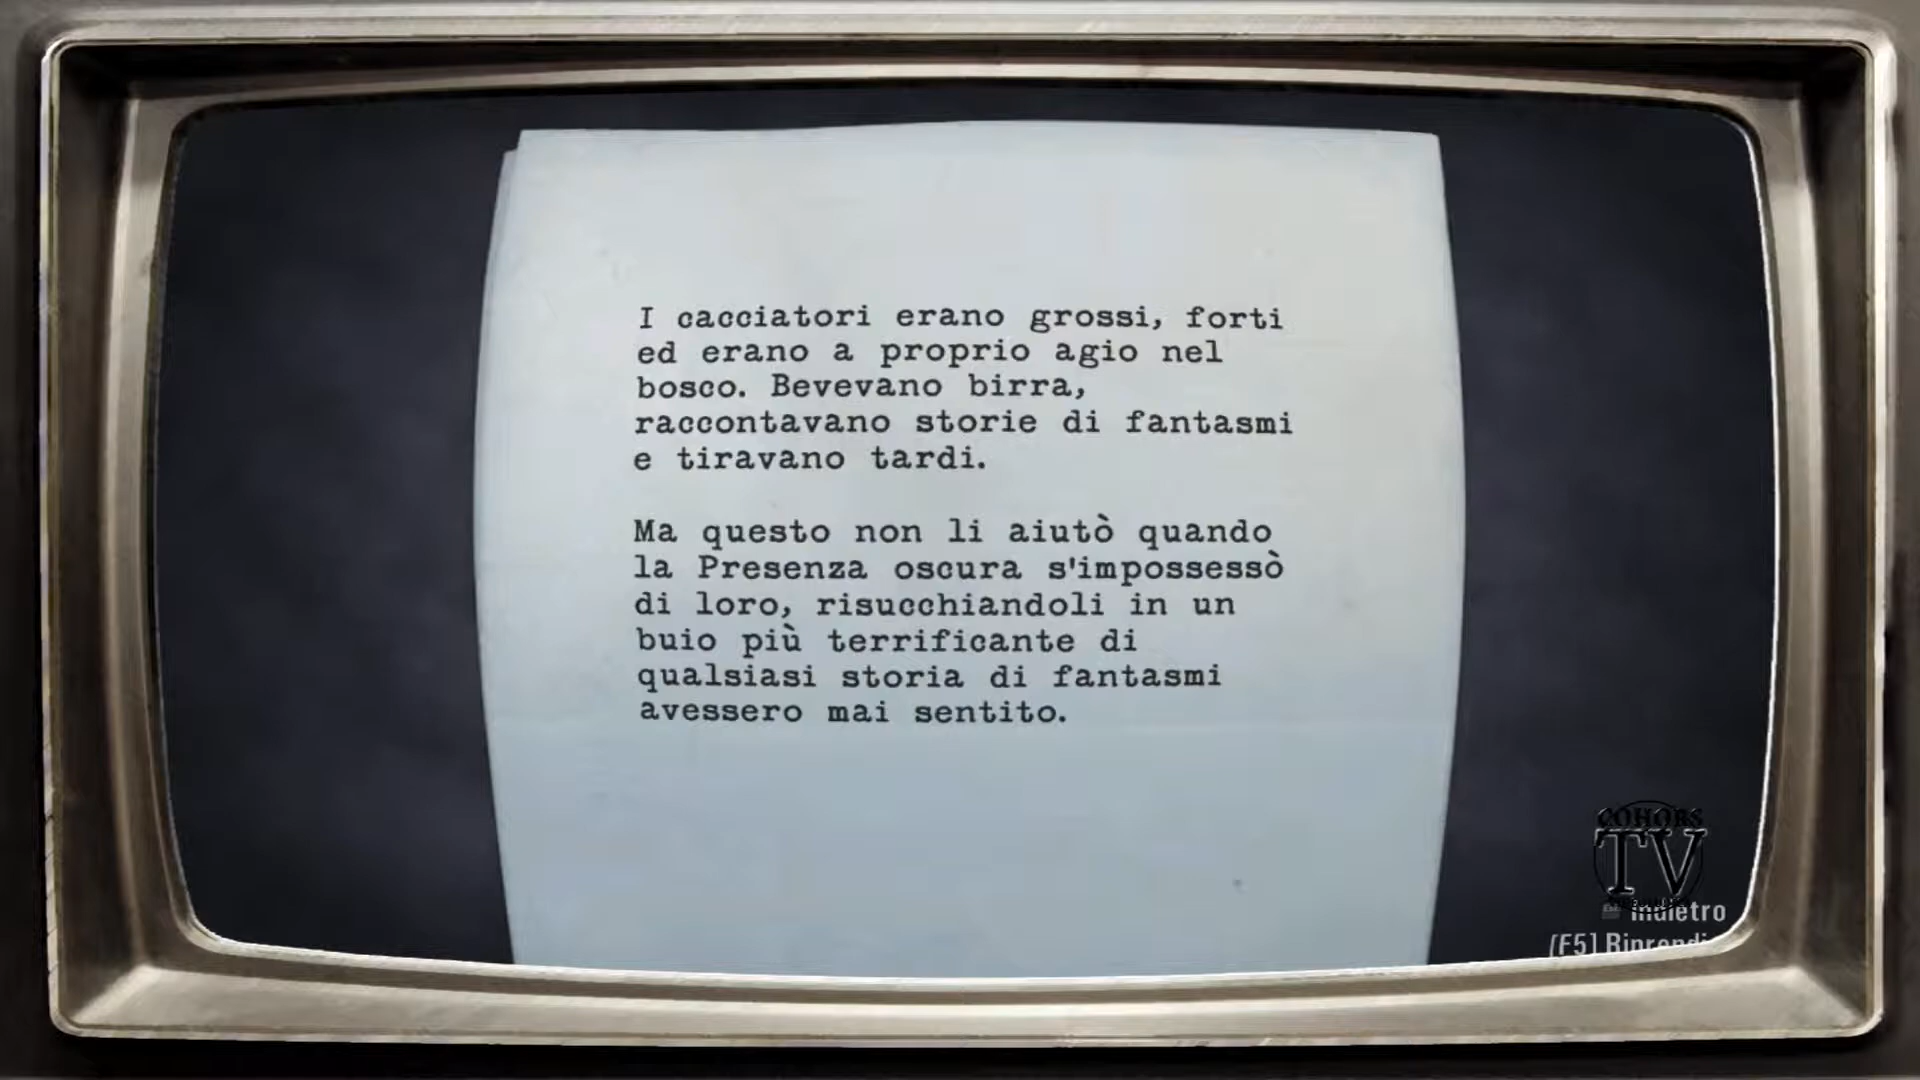 I cacciatori erano grossi, forti
ed erano a proprio agio nel
bosco. Bevevano birra,
raccontavano storie di fantasmi
e tiravano tardi.
Ma questo non li aiutò quando
la Presenza oscura s'impossessò
di loro, risucchiandoli in un
buio più terrificante di
qualsiasi storia di fantasmi
avessero mai sentito.
COHORS
TV
Indietro
[F5] Riprendi